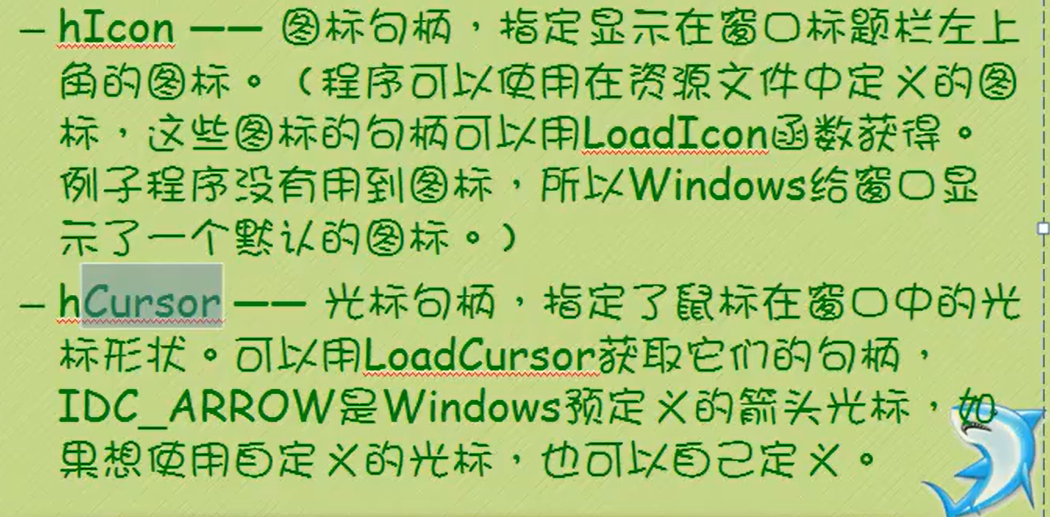 – hIcon —— 图标句柄，指定显示在窗口标题栏左上
角的图标。（程序可以使用在资源文件中定义的图
标，这些图标的句柄可以用LoadIcon函数获得。
例子程序没有用到图标，所以Windows给窗口显
示了一个默认的图标。）
– hCursor —— 光标句柄，指定了鼠标在窗口中的光
标形状。可以用LoadCursor获取它们的句柄，
IDC_ARROW是Windows预定义的箭头光标，如
果想使用自定义的光标，也可以自己定义。